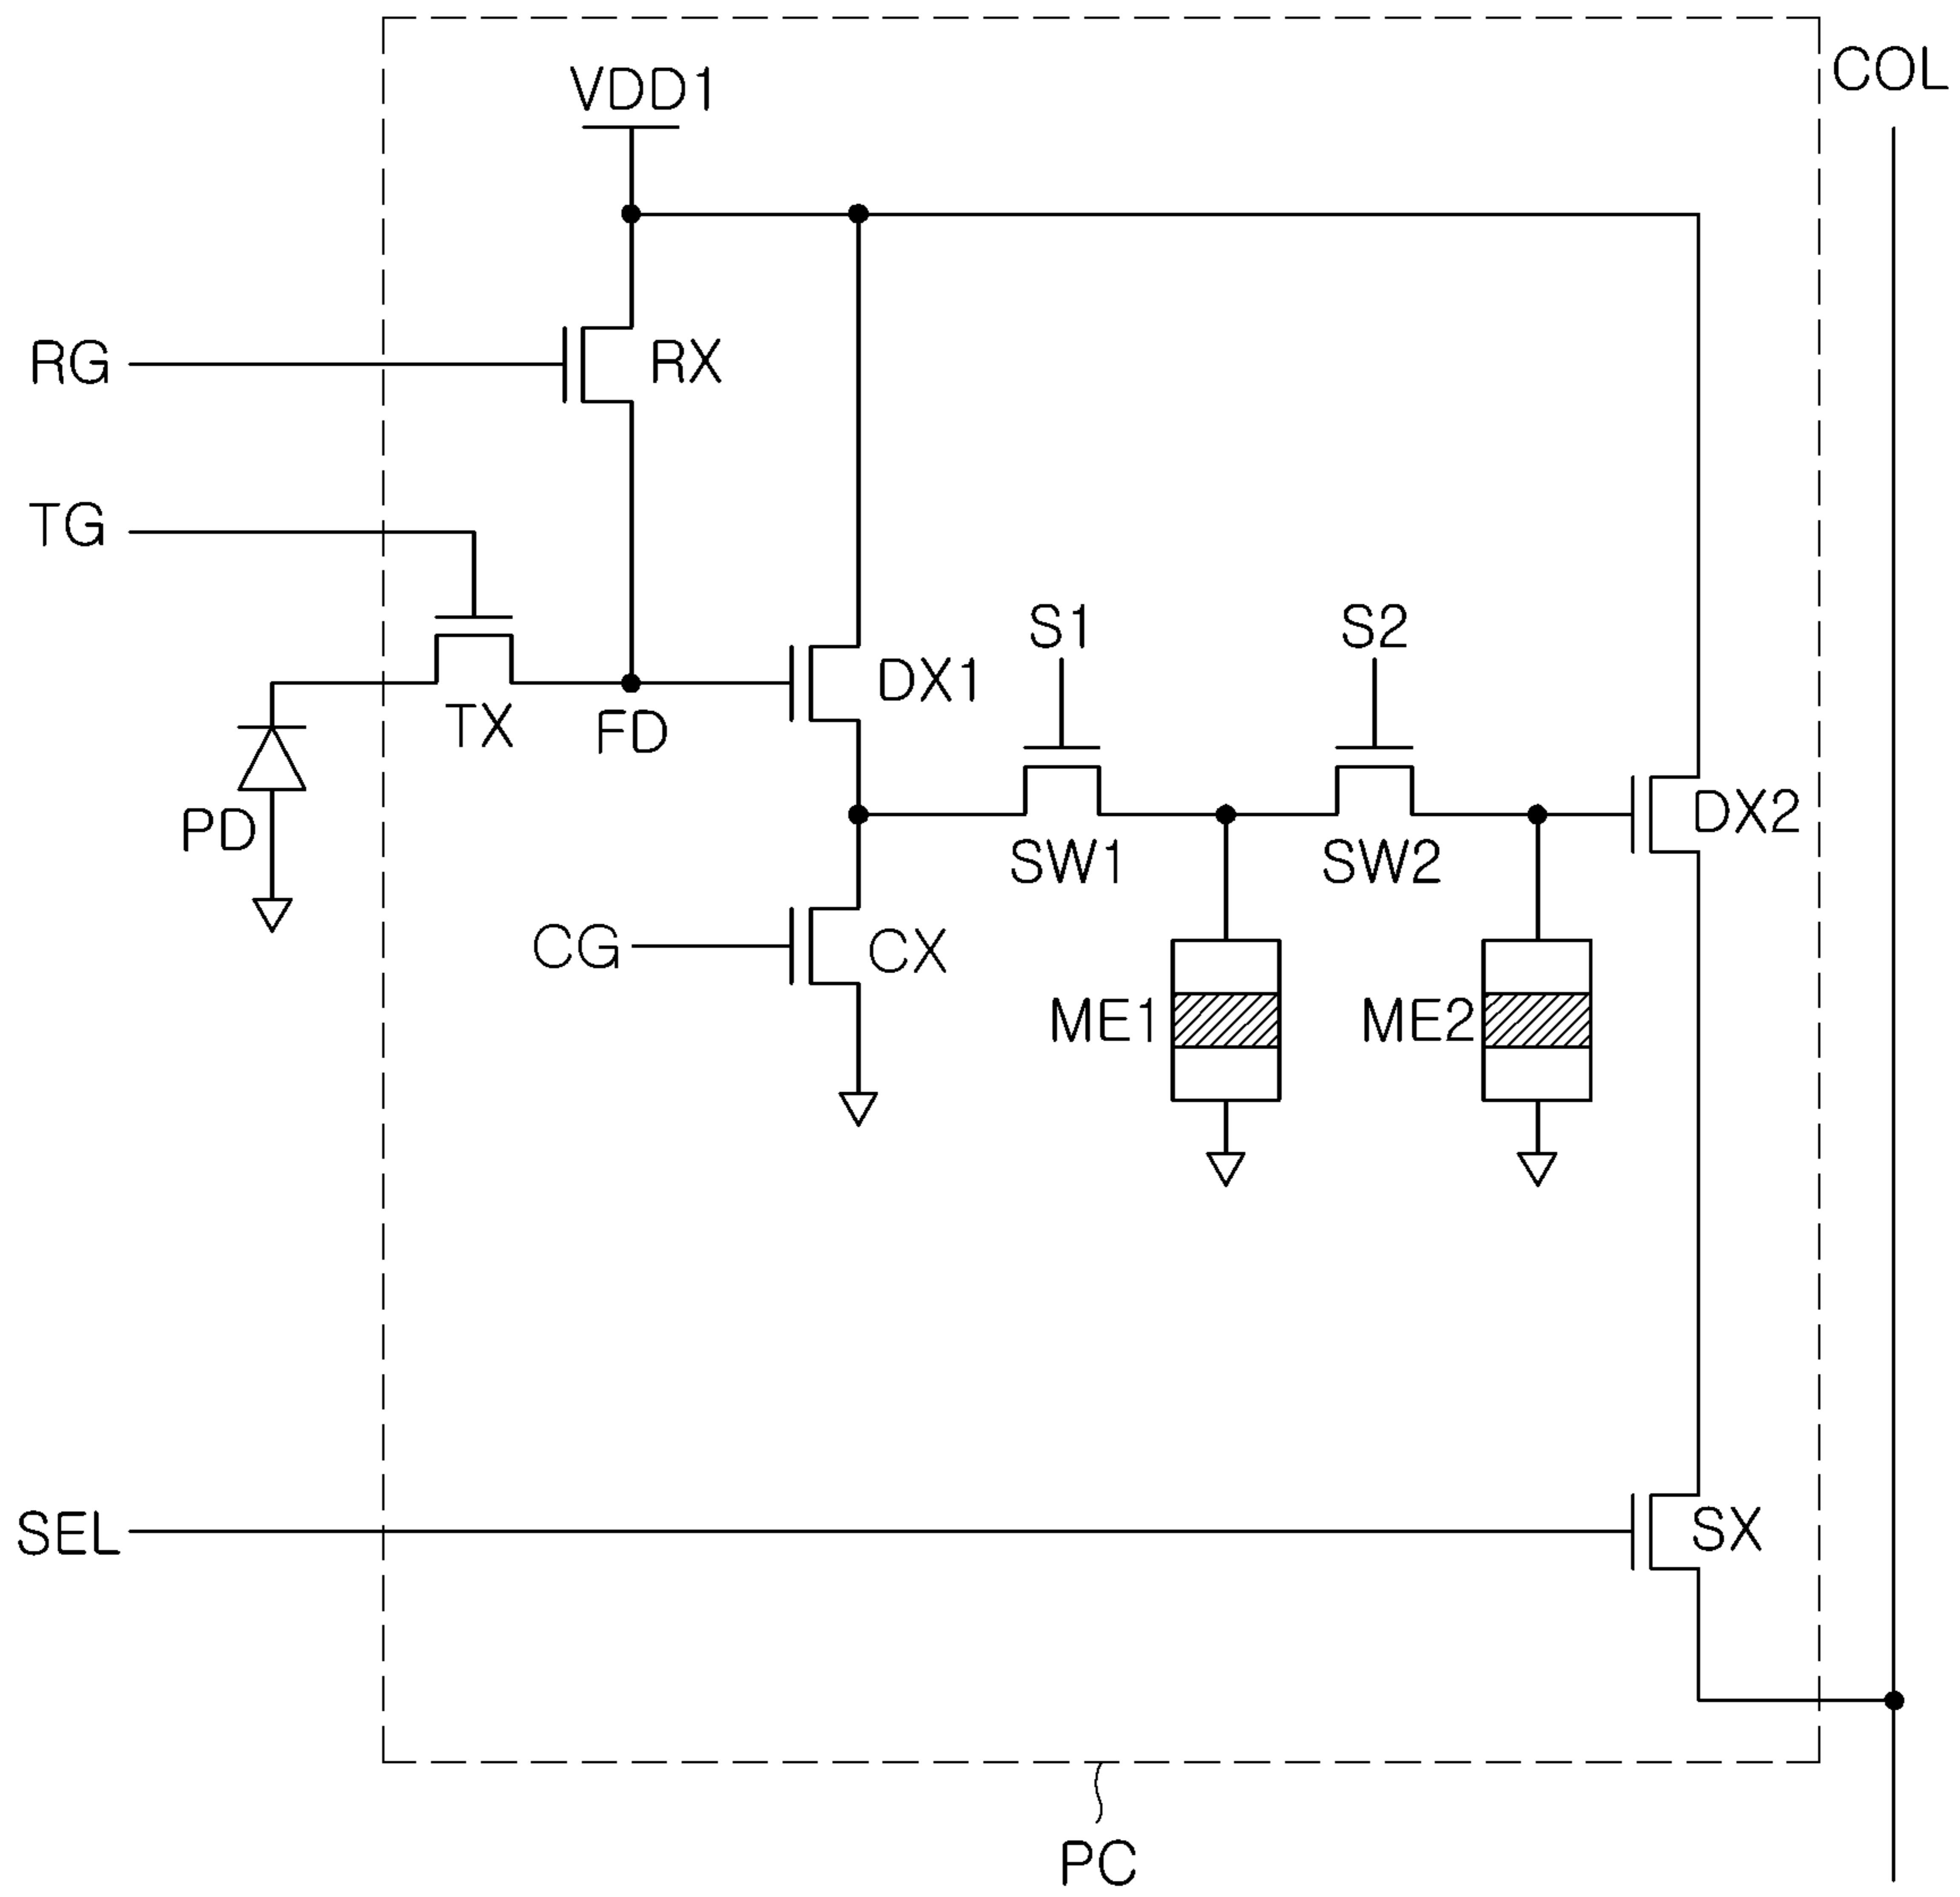 COL
VDD1
RG
RX
TG
S1
S2
DX1
TX
FD
DX2
PD
SW1
SW2
CG
CX
ME1
ME2
SEL
SX
PC